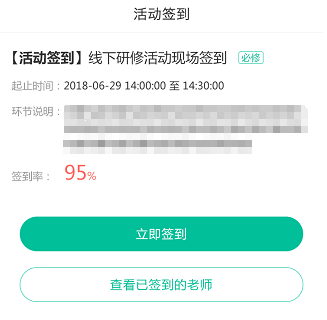 活动签到
【活动签到】线下研修活动现场签到 必修
起止时间：2018-06-29 14:00:00 至 14:30:00
环节说明：
签到率： 95%
立即签到
查看已签到的老师